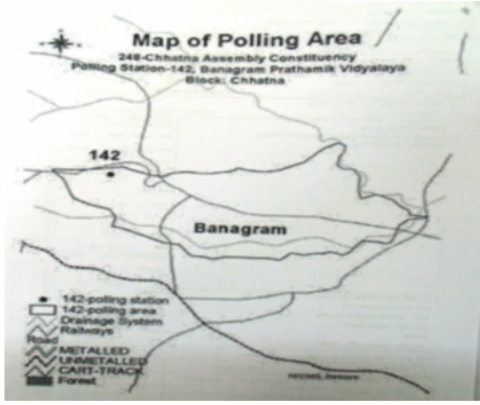 Map of Polling Area
248-Chhatna Assembly Constituency
Polling Station-142, Banagram Prathamik Vidyalaya
Block: Chhatna
142
Banagram
142-polling station
142-polling area
Drainage System
Railways
Road
METALLED
UNMETALLED
CART-TRACK
Forest